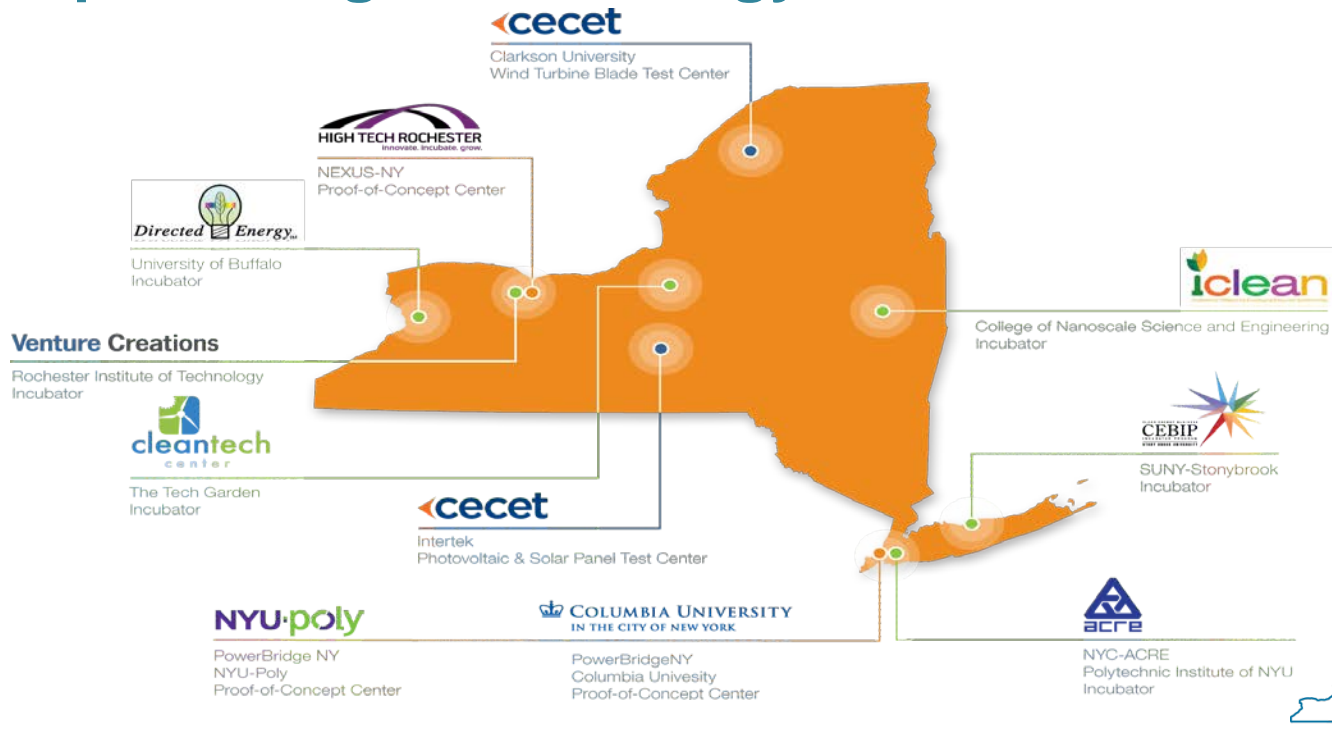 cecet
Clarkson University
Wind Turbine Blade Test Center
HIGH TECH ROCHESTER
innovate. incubate. grow.
NEXUS-NY
Proof-of-Concept Center
Directed Energy
University of Buffalo
Incubator
iclean
College of Nanoscale Science and Engineering
Incubator
Venture Creations
Rochester Institute of Technology
Incubator
cleantech
center
The Tech Garden
Incubator
CEBIP
SUNY-Stonybrook
Incubator
cecet
Intertek
Photovoltaic & Solar Panel Test Center
NYU·poly
PowerBridge NY
NYU-Poly
Proof-of-Concept Center
COLUMBIA UNIVERSITY
IN THE CITY OF NEW YORK
PowerBridgeNY
Columbia Univesity
Proof-of-Concept Center
acre
NYC-ACRE
Polytechnic Institute of NYU
Incubator